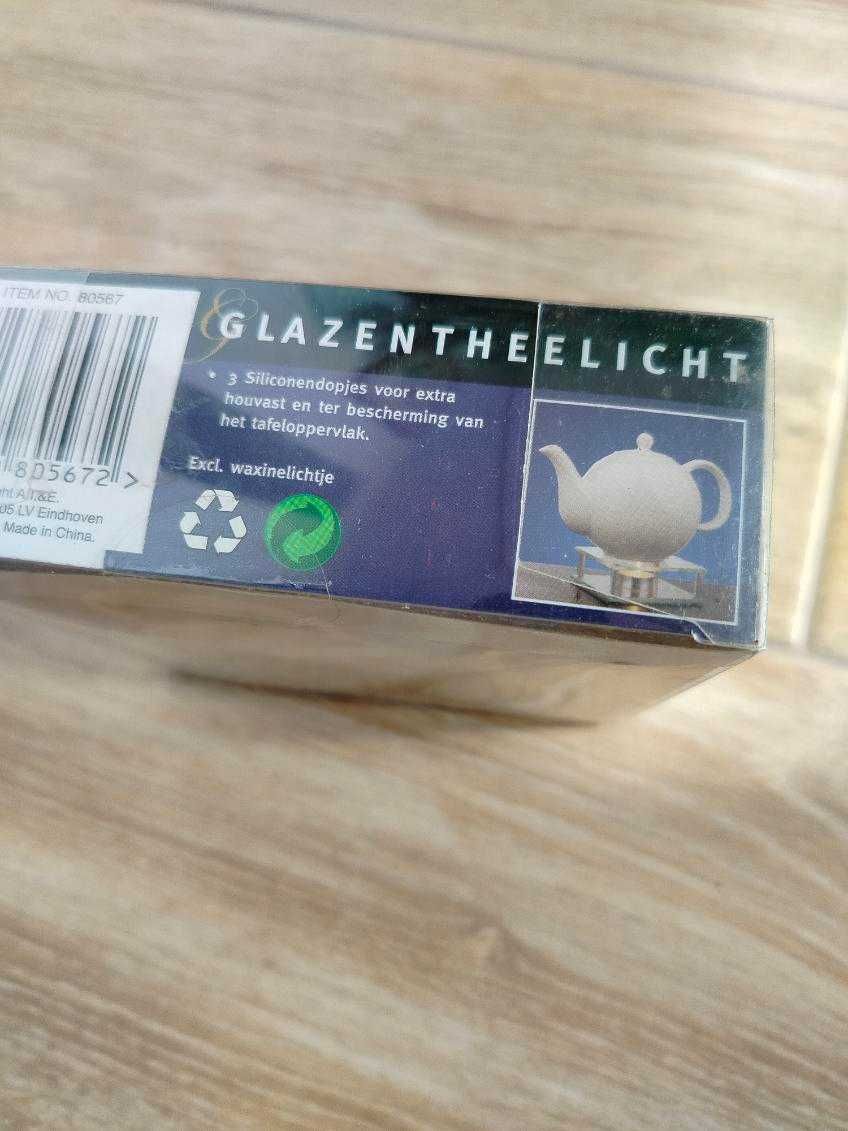 ITEM NO. 80567
805672 >
A.I.&E.
LV Eindhoven
Made in China.
GLAZENTHEELICHT
• 3 Siliconendopjes voor extra
houvast en ter bescherming van
het tafeloppervlak.
Excl. waxinelichtje